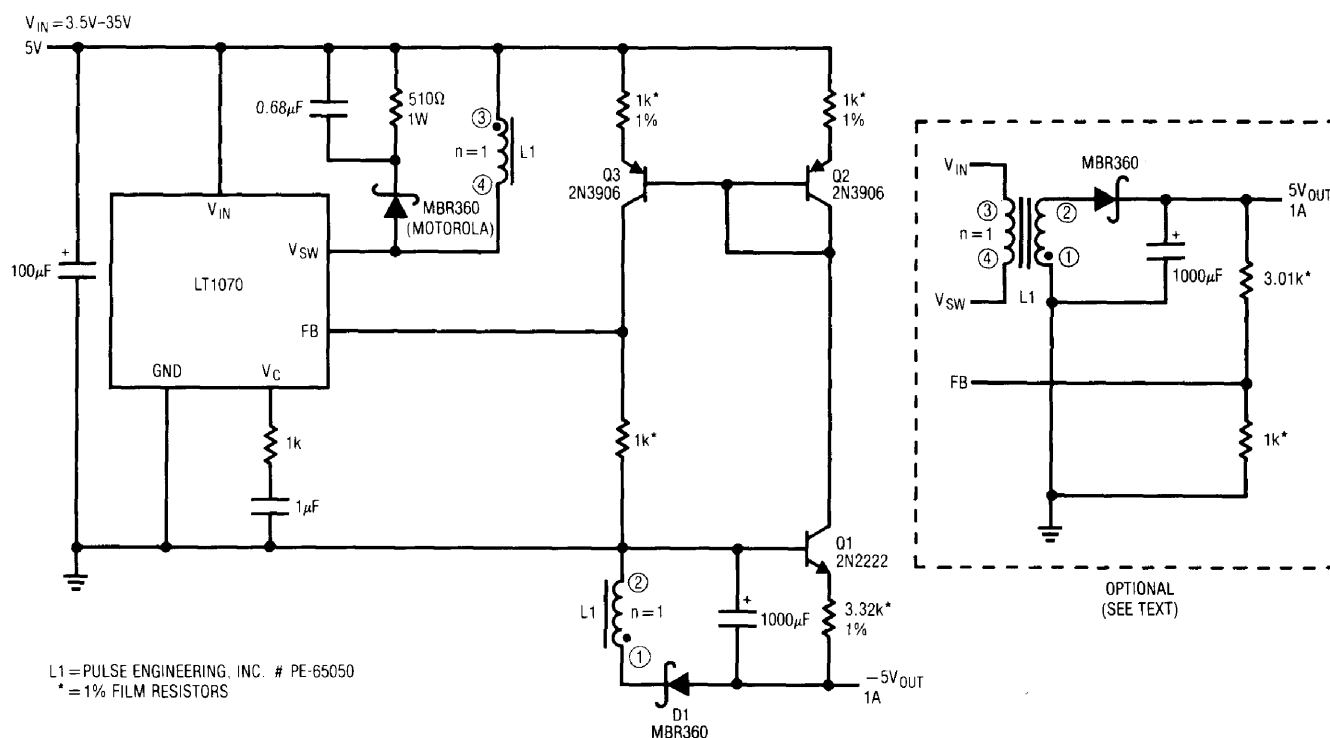 V_IN = 3.5V–35V
5V
0.68µF
510Ω
1W
③
n = 1
L1
④
1k*
1%
1k*
1%
Q3
2N3906
Q2
2N3906
MBR360
(MOTOROLA)
V_IN
V_SW
LT1070
FB
GND
V_C
+
100µF
1k
1µF
1k*
Q1
2N2222
L1
②
n = 1
①
+
1000µF
3.32k*
1%
D1
MBR360
–5V_OUT
1A
L1 = PULSE ENGINEERING, INC. # PE-65050
* = 1% FILM RESISTORS
V_IN
③
n = 1
④
V_SW
L1
②
①
MBR360
5V_OUT
1A
+
1000µF
3.01k*
FB
1k*
OPTIONAL
(SEE TEXT)